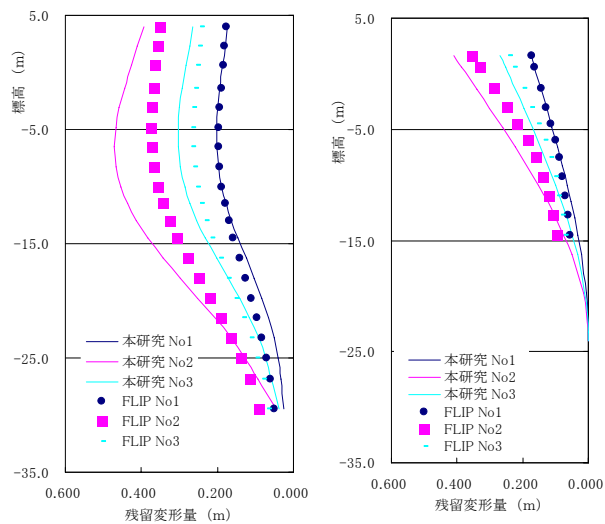 5.0
−5.0
−15.0
−25.0
−35.0
標高（m）
本研究 No1
本研究 No2
本研究 No3
FLIP No1
FLIP No2
FLIP No3
0.600
0.400
0.200
0.000
残留変形量（m）
5.0
−5.0
−15.0
−25.0
−35.0
標高（m）
本研究 No1
本研究 No2
本研究 No3
FLIP No1
FLIP No2
FLIP No3
0.600
0.400
0.200
0.000
残留変形量（m）